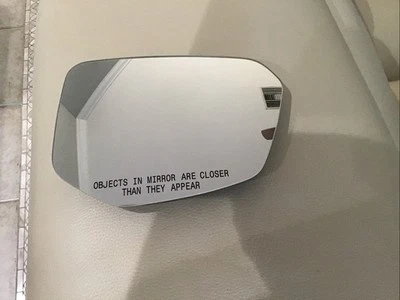 OBJECTS IN MIRROR ARE CLOSER
THAN THEY APPEAR